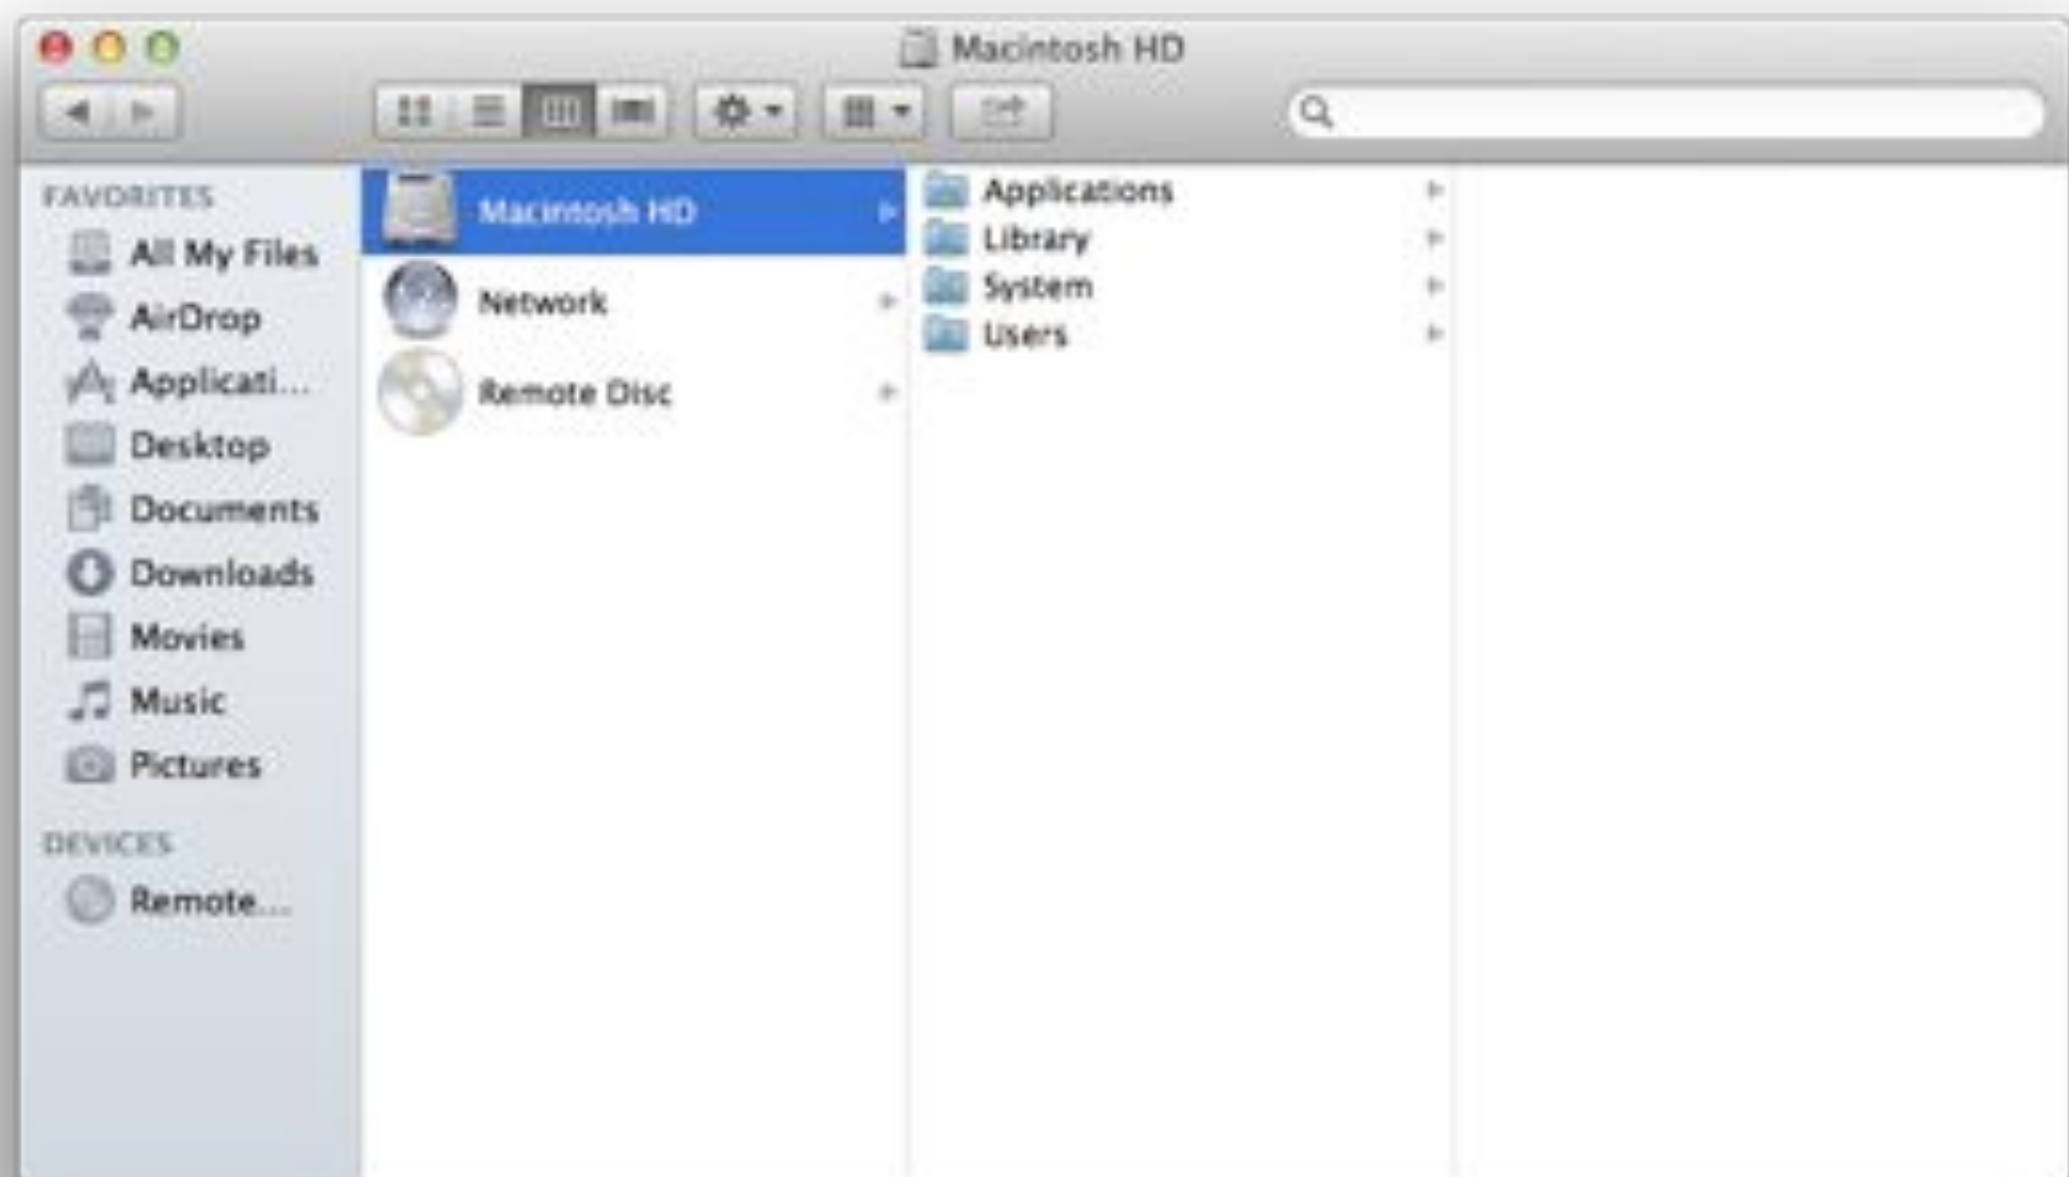 Macintosh HD
FAVORITES
All My Files
AirDrop
Applicati...
Desktop
Documents
Downloads
Movies
Music
Pictures
DEVICES
Remote...
Macintosh HD
Network
Remote Disc
Applications
Library
System
Users